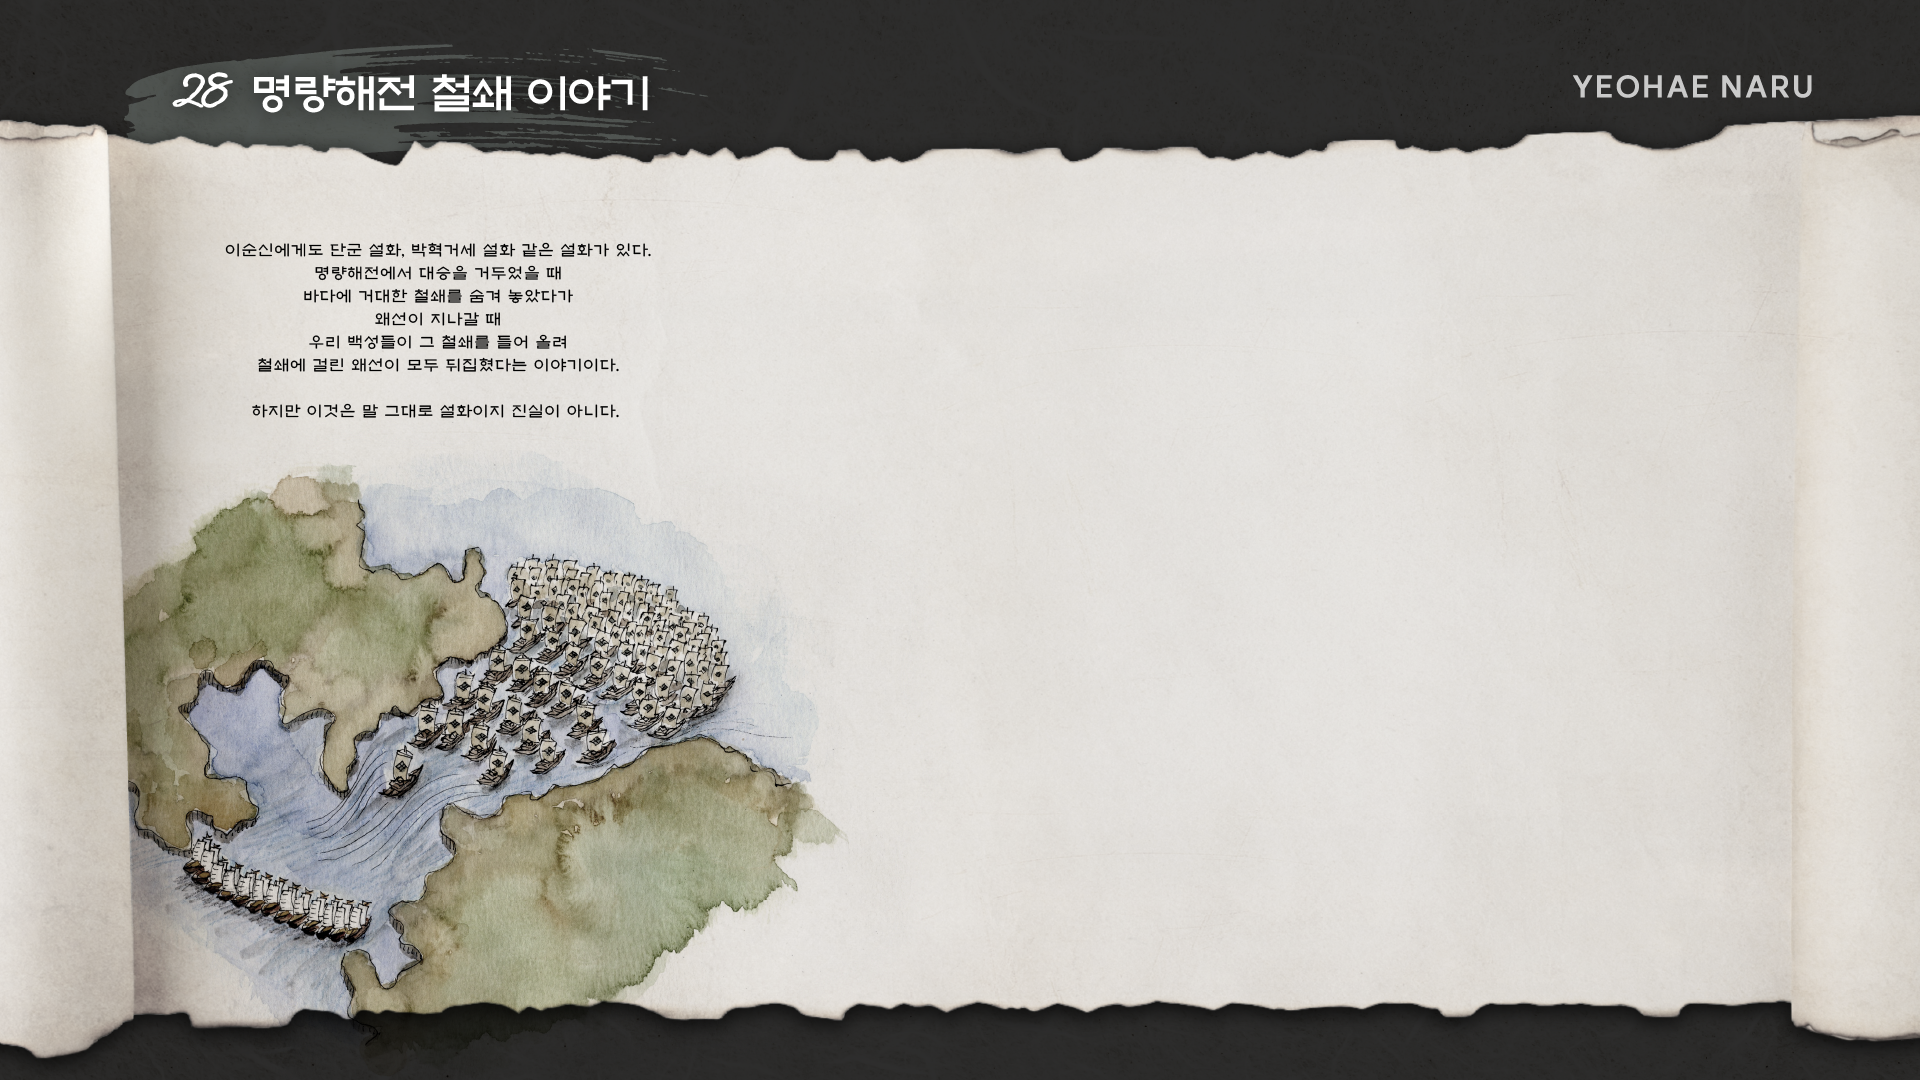 28 명량해전 철쇄 이야기
YEOHAE NARU
이순신에게도 단군 설화, 박혁거세 설화 같은 설화가 있다.
명량해전에서 대승을 거두었을 때
바다에 거대한 철쇄를 숨겨 놓았다가
왜선이 지나갈 때
우리 백성들이 그 철쇄를 들어 올려
철쇄에 걸린 왜선이 모두 뒤집혔다는 이야기이다.
하지만 이것은 말 그대로 설화이지 진실이 아니다.